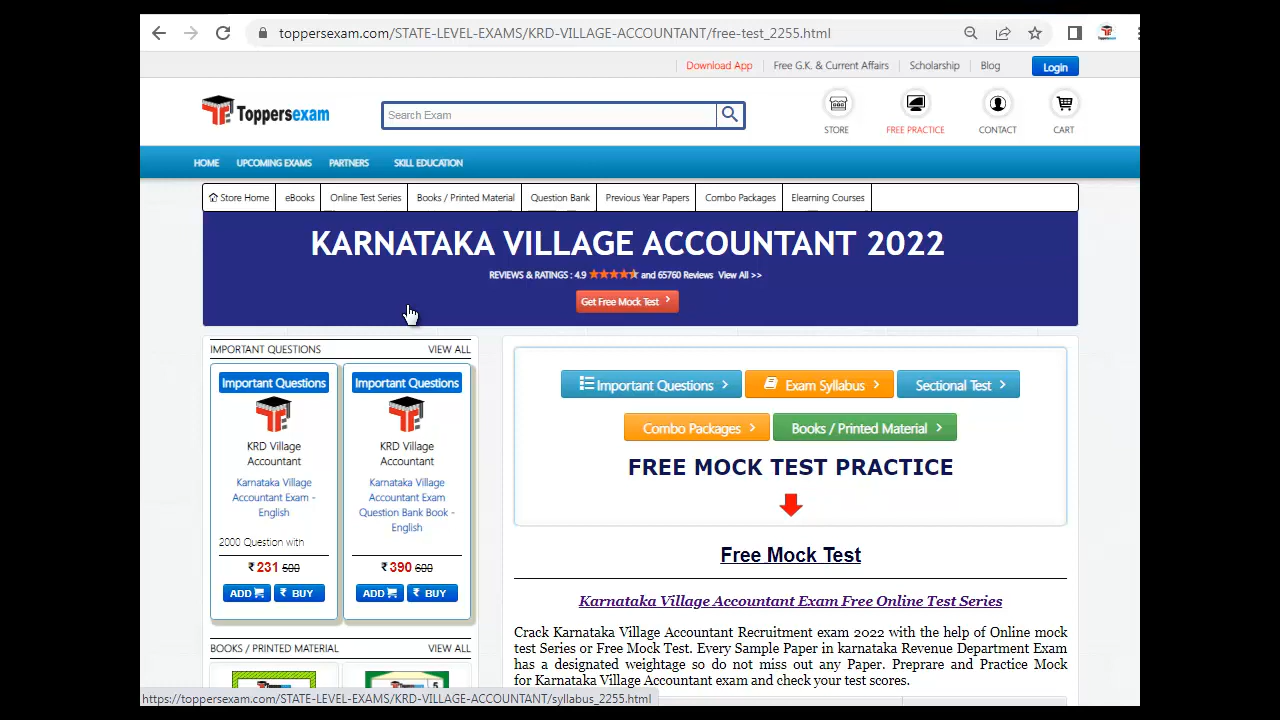 toppersexam.com/STATE-LEVEL-EXAMS/KRD-VILLAGE-ACCOUNTANT/free-test_2255.html
Download App Free G.K. & Current Affairs Scholarship Blog Login
Toppersexam
Search Exam
STORE FREE PRACTICE CONTACT CART
HOME UPCOMING EXAMS PARTNERS SKILL EDUCATION
Store Home eBooks Online Test Series Books / Printed Material Question Bank Previous Year Papers Combo Packages Elearning Courses
KARNATAKA VILLAGE ACCOUNTANT 2022
REVIEWS & RATINGS : 4.9 and 65760 Reviews View All >>
Get Free Mock Test
IMPORTANT QUESTIONS VIEW ALL
Important Questions
KRD Village
Accountant
Karnataka Village
Accountant Exam -
English
2000 Question with
₹ 231 500
ADD ₹ BUY
Important Questions
KRD Village
Accountant
Karnataka Village
Accountant Exam
Question Bank Book -
English
₹ 390 600
ADD ₹ BUY
BOOKS / PRINTED MATERIAL VIEW ALL
5
Important Questions Exam Syllabus Sectional Test
Combo Packages Books / Printed Material
FREE MOCK TEST PRACTICE
Free Mock Test
Karnataka Village Accountant Exam Free Online Test Series
Crack Karnataka Village Accountant Recruitment exam 2022 with the help of Online mock
test Series or Free Mock Test. Every Sample Paper in karnataka Revenue Department Exam
has a designated weightage so do not miss out any Paper. Preprare and Practice Mock
for Karnataka Village Accountant exam and check your test scores.
https://toppersexam.com/STATE-LEVEL-EXAMS/KRD-VILLAGE-ACCOUNTANT/syllabus_2255.html